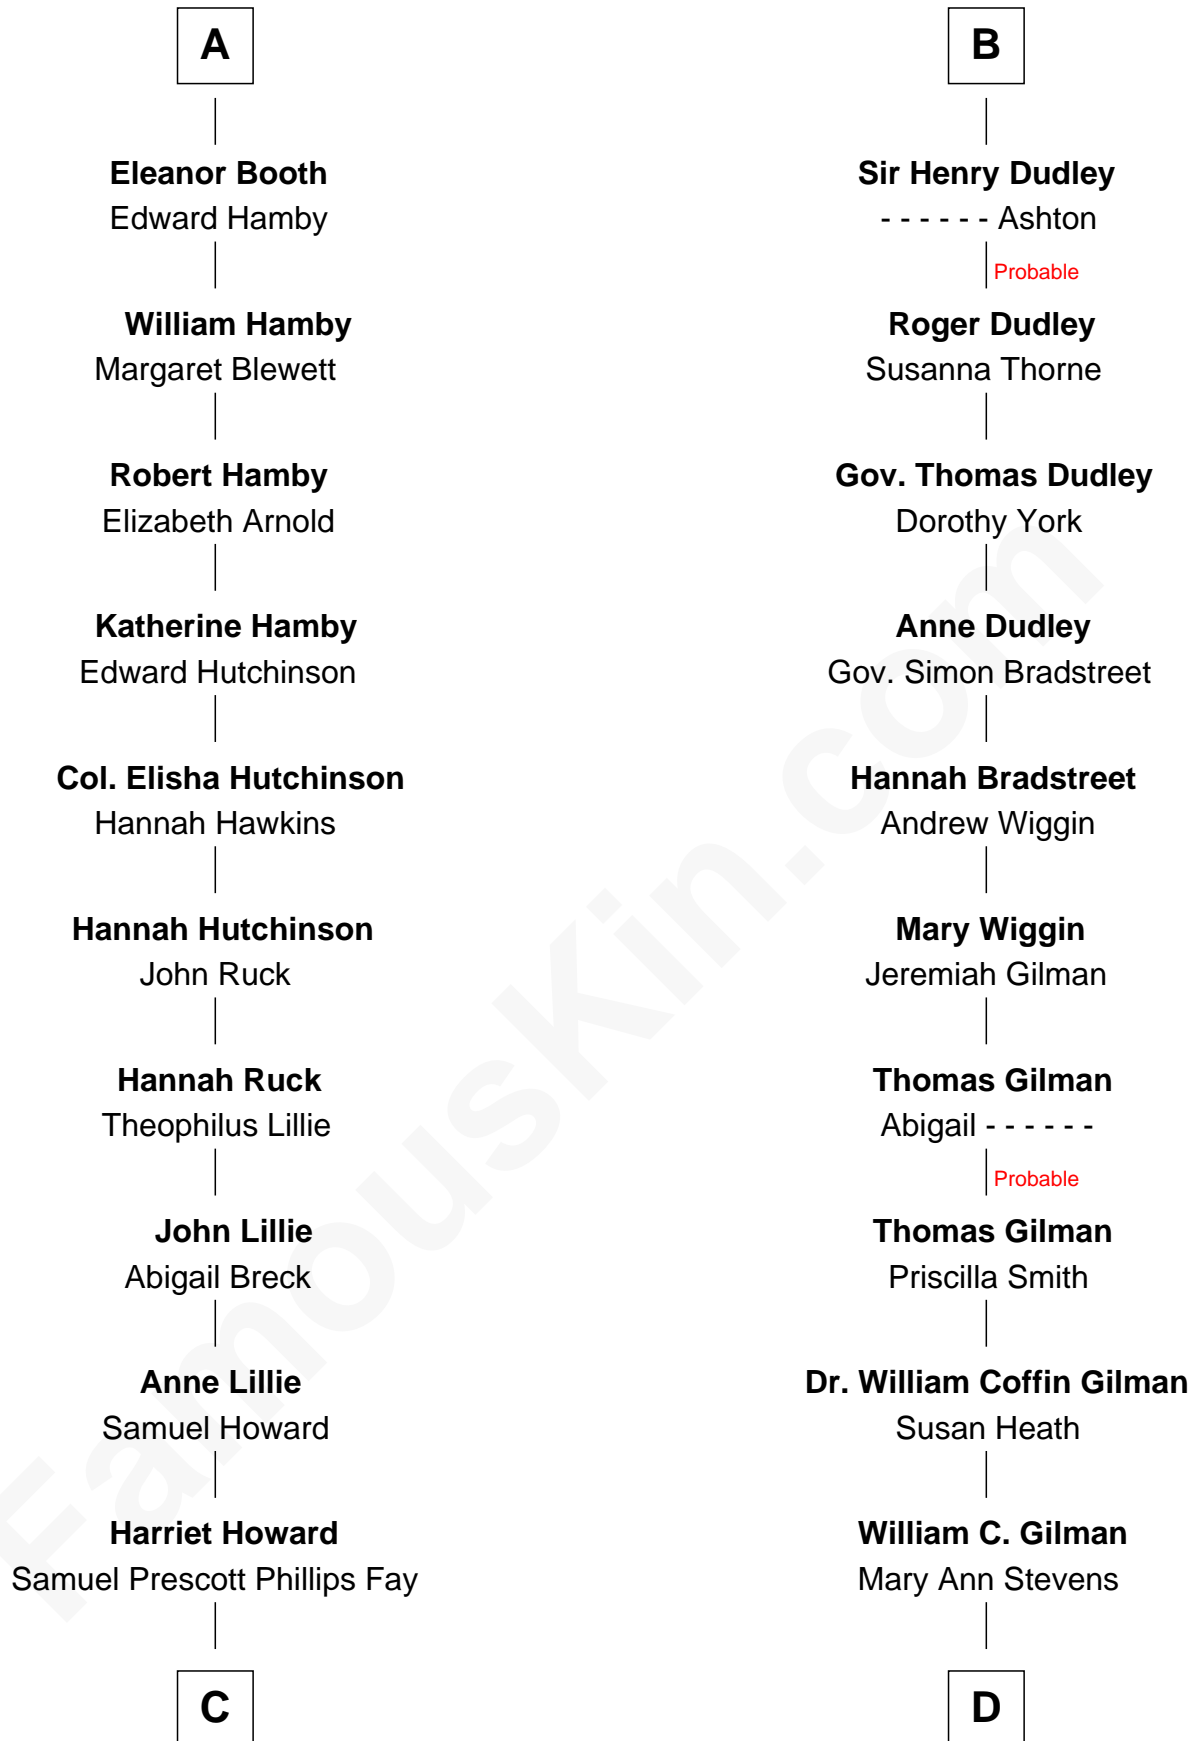 A
Eleanor Booth
Edward Hamby
William Hamby
Margaret Blewett
Robert Hamby
Elizabeth Arnold
Katherine Hamby
Edward Hutchinson
Col. Elisha Hutchinson
Hannah Hawkins
Hannah Hutchinson
John Ruck
Hannah Ruck
Theophilus Lillie
John Lillie
Abigail Breck
Anne Lillie
Samuel Howard
Harriet Howard
Samuel Prescott Phillips Fay
C
B
Sir Henry Dudley
- - - - - - Ashton
Probable
Roger Dudley
Susanna Thorne
Gov. Thomas Dudley
Dorothy York
Anne Dudley
Gov. Simon Bradstreet
Hannah Bradstreet
Andrew Wiggin
Mary Wiggin
Jeremiah Gilman
Thomas Gilman
Abigail - - - - - -
Probable
Thomas Gilman
Priscilla Smith
Dr. William Coffin Gilman
Susan Heath
William C. Gilman
Mary Ann Stevens
D
FamousKin.com